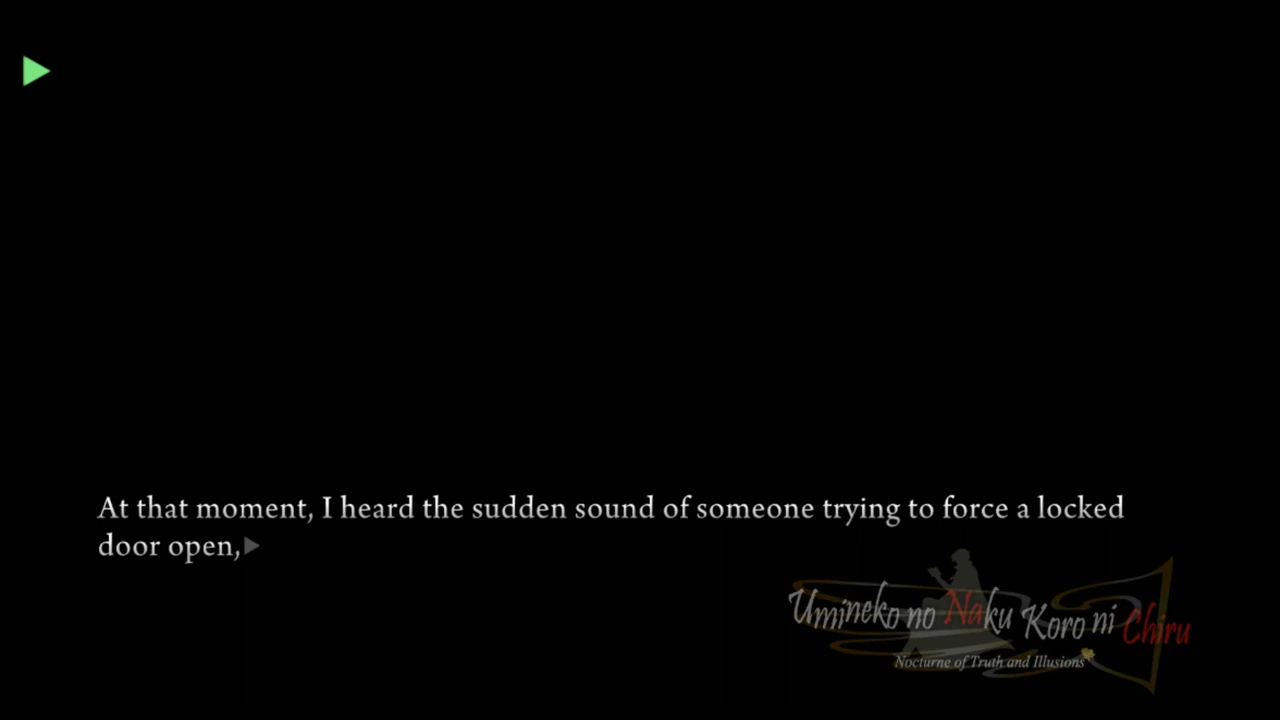 At that moment, I heard the sudden sound of someone trying to force a locked
door open,
Umineko no Naku Koro ni Chiru
Nocturne of Truth and Illusions